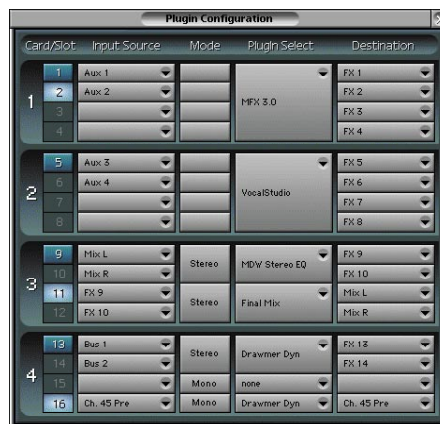 Plugin Configuration
Card/Slot Input Source Mode PlugIn Select Destination
1
1 Aux 1 MFX 3.0 FX 1
2 Aux 2 FX 2
3 FX 3
4 FX 4
2
5 Aux 3 VocalStudio FX 5
6 Aux 4 FX 6
7 FX 7
8 FX 8
3
9 Mix L Stereo MDW Stereo EQ FX 9
10 Mix R FX 10
11 FX 9 Stereo Final Mix Mix L
12 FX 10 Mix R
4
13 Bus 1 Stereo Drawmer Dyn FX 13
14 Bus 2 FX 14
15 Mono none
16 Ch. 45 Pre Mono Drawmer Dyn Ch. 45 Pre